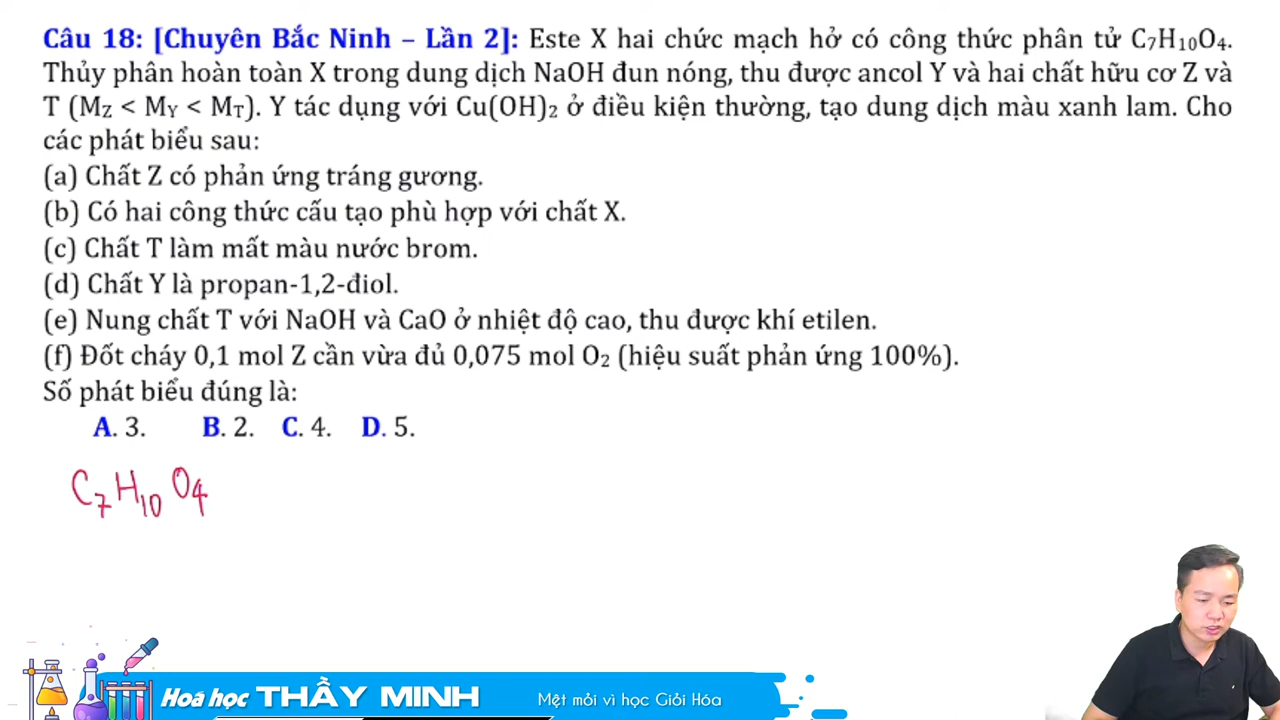 Câu 18: [Chuyên Bắc Ninh – Lần 2]: Este X hai chức mạch hở có công thức phân tử C₇H₁₀O₄.
Thủy phân hoàn toàn X trong dung dịch NaOH đun nóng, thu được ancol Y và hai chất hữu cơ Z và
T (M_Z < M_Y < M_T). Y tác dụng với Cu(OH)₂ ở điều kiện thường, tạo dung dịch màu xanh lam. Cho
các phát biểu sau:
(a) Chất Z có phản ứng tráng gương.
(b) Có hai công thức cấu tạo phù hợp với chất X.
(c) Chất T làm mất màu nước brom.
(d) Chất Y là propan-1,2-điol.
(e) Nung chất T với NaOH và CaO ở nhiệt độ cao, thu được khí etilen.
(f) Đốt cháy 0,1 mol Z cần vừa đủ 0,075 mol O₂ (hiệu suất phản ứng 100%).
Số phát biểu đúng là:
A. 3. B. 2. C. 4. D. 5.
C₇H₁₀O₄
Hoá học THẦY MINH
Mệt mỏi vì học Giỏi Hóa